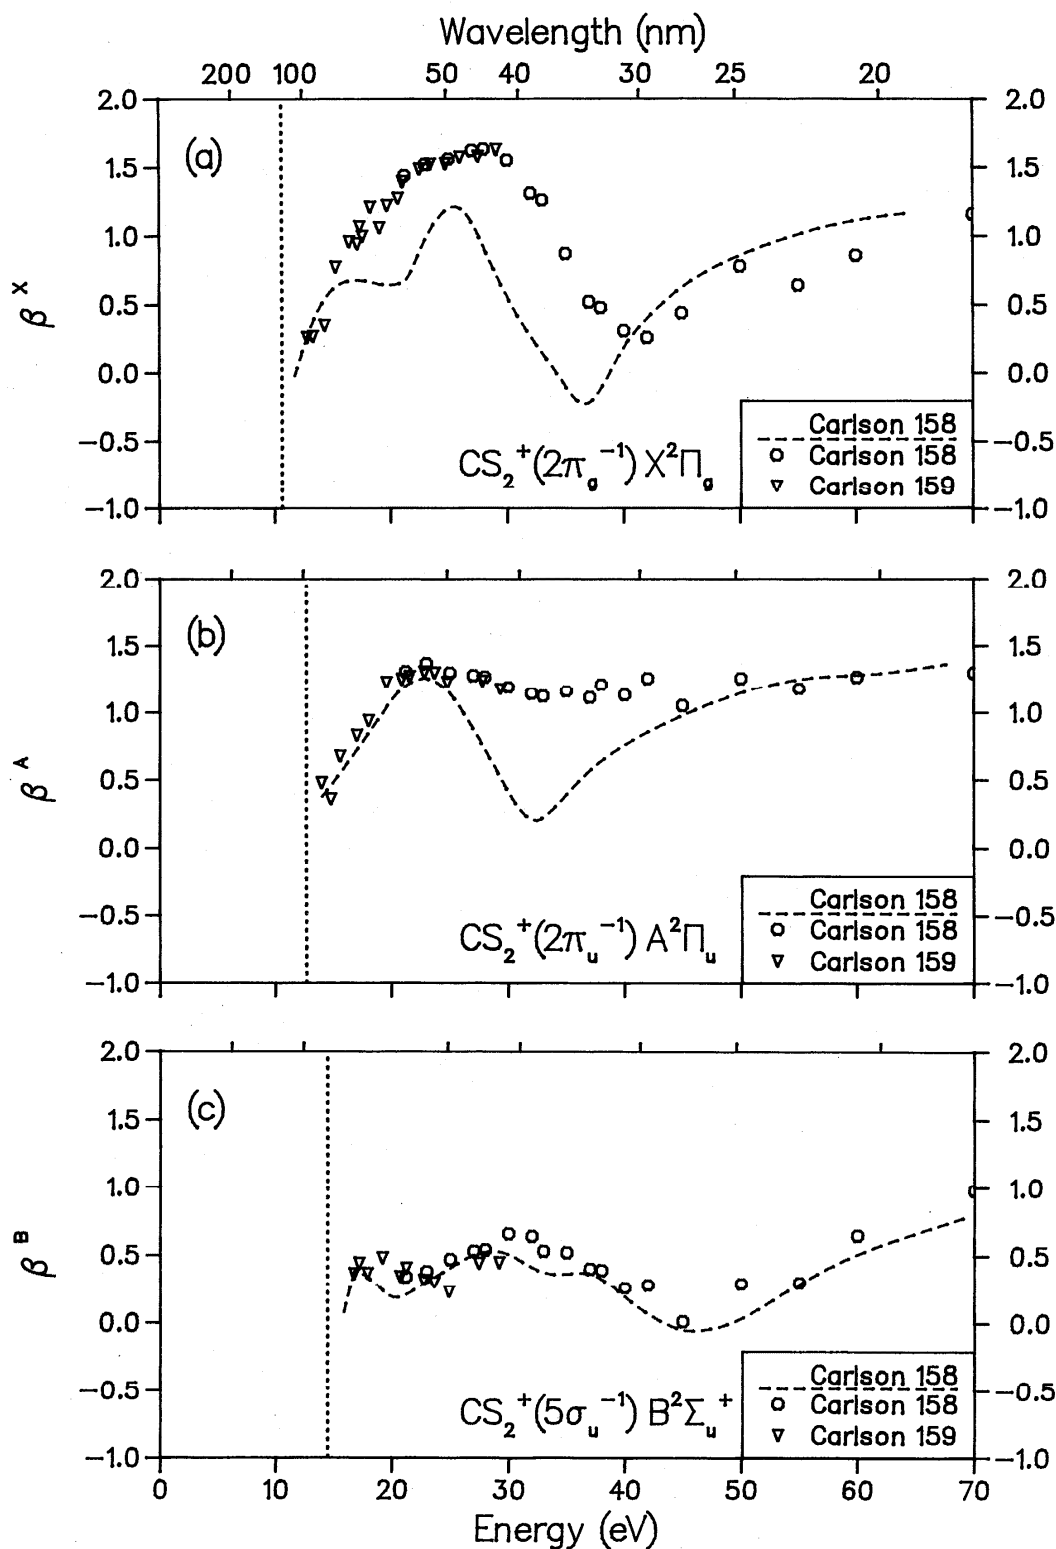 Wavelength (nm)
200 100 50 40 30 25 20
2.0 2.0
(a)
1.5 1.5
1.0 1.0
β^X
0.5 0.5
0.0 0.0
Carlson 158
−0.5 −0.5
CS₂⁺(2π_g⁻¹) X²Π_g
Carlson 158
Carlson 159
−1.0 −1.0
2.0 2.0
(b)
1.5 1.5
1.0 1.0
β^A
0.5 0.5
0.0 0.0
Carlson 158
−0.5 −0.5
CS₂⁺(2π_u⁻¹) A²Π_u
Carlson 158
Carlson 159
−1.0 −1.0
2.0 2.0
(c)
1.5 1.5
1.0 1.0
β^B
0.5 0.5
0.0 0.0
Carlson 158
−0.5 −0.5
CS₂⁺(5σ_u⁻¹) B²Σ_u⁺
Carlson 158
Carlson 159
−1.0 −1.0
0 10 20 30 40 50 60 70
Energy (eV)